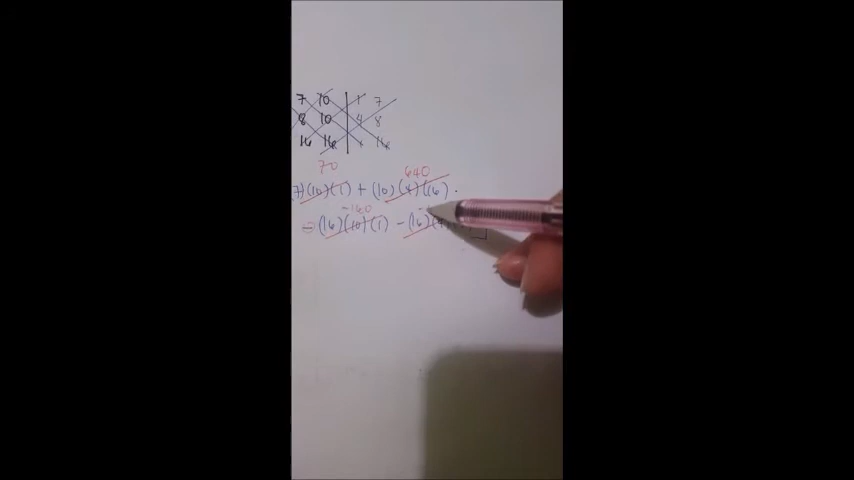 7 10 1 7
8 10 4 8
16 16 1 16
70 640
7)(10)(1) + (10)(4)(16)
-160
- (16)(10)(1) - (16)(4